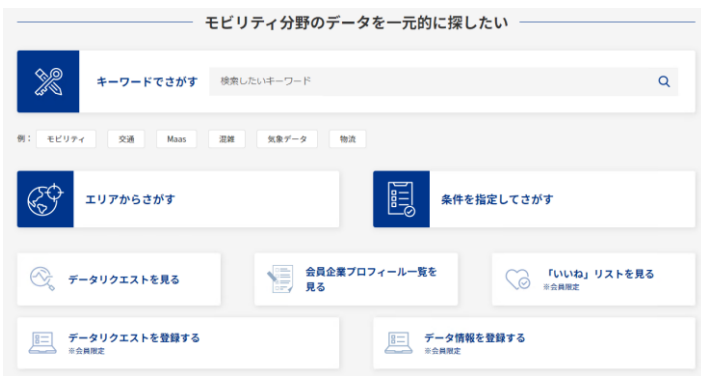 モビリティ分野のデータを一元的に探したい
キーワードでさがす 検索したいキーワード
例： モビリティ 交通 Maas 混雑 気象データ 物流
エリアからさがす 条件を指定してさがす
データリクエストを見る
会員企業プロフィール一覧を
見る
「いいね」リストを見る
※会員限定
データリクエストを登録する
※会員限定
データ情報を登録する
※会員限定